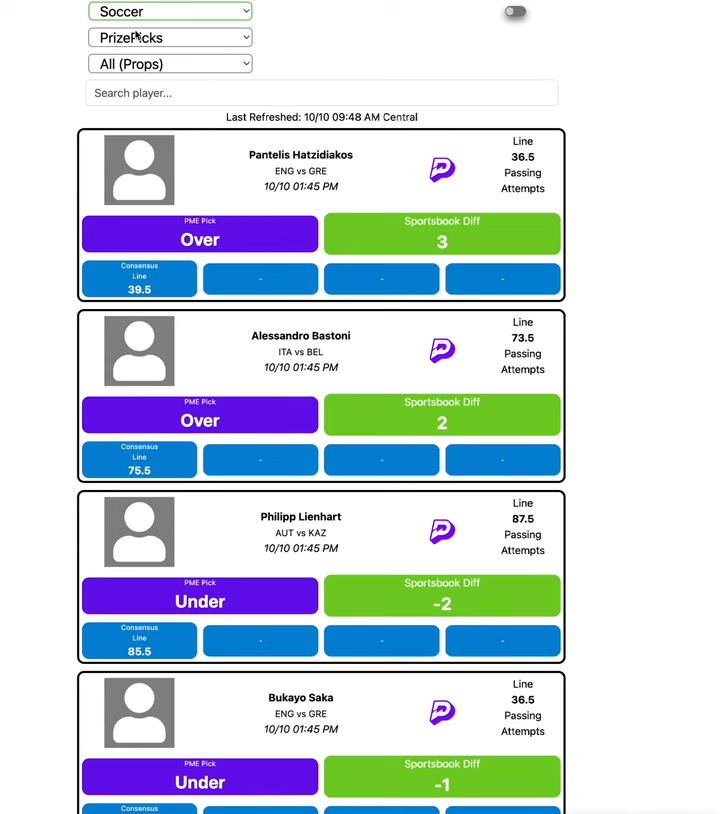 Soccer
PrizePicks
All (Props)
Search player...
Last Refreshed: 10/10 09:48 AM Central
Pantelis Hatzidiakos
ENG vs GRE
10/10 01:45 PM
Line
36.5
Passing
Attempts
PME Pick
Over
Sportsbook Diff
3
Consensus
Line
39.5
-
-
-
Alessandro Bastoni
ITA vs BEL
10/10 01:45 PM
Line
73.5
Passing
Attempts
PME Pick
Over
Sportsbook Diff
2
Consensus
Line
75.5
-
-
-
Philipp Lienhart
AUT vs KAZ
10/10 01:45 PM
Line
87.5
Passing
Attempts
PME Pick
Under
Sportsbook Diff
-2
Consensus
Line
85.5
-
-
-
Bukayo Saka
ENG vs GRE
10/10 01:45 PM
Line
36.5
Passing
Attempts
PME Pick
Under
Sportsbook Diff
-1
Consensus